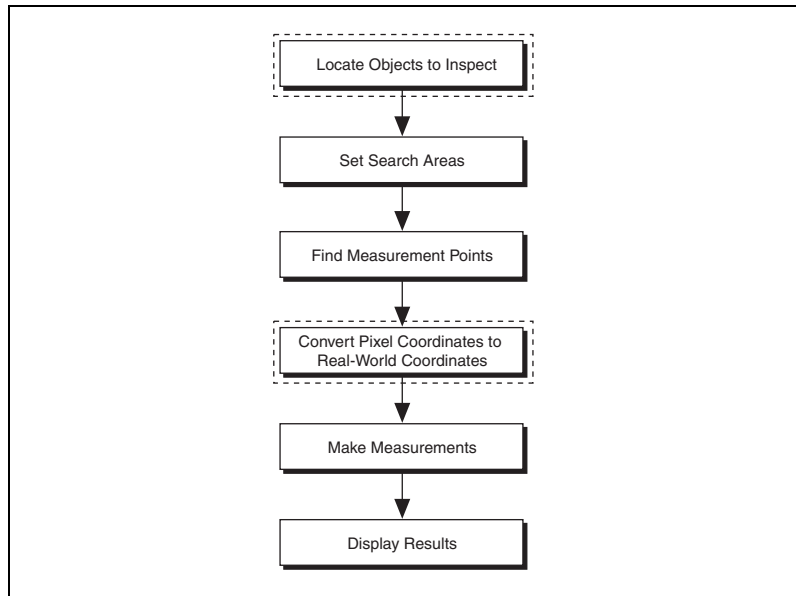 Locate Objects to Inspect
Set Search Areas
Find Measurement Points
Convert Pixel Coordinates to
Real-World Coordinates
Make Measurements
Display Results